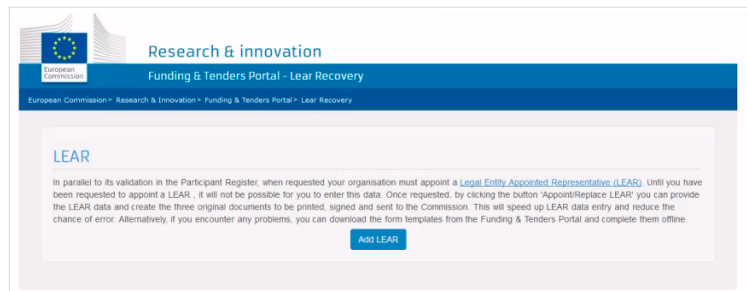 Research & innovation
European
Commission
Funding & Tenders Portal - Lear Recovery
European Commission > Research & Innovation > Funding & Tenders Portal > Lear Recovery
LEAR
In parallel to its validation in the Participant Register, when requested your organisation must appoint a Legal Entity Appointed Representative (LEAR). Until you have
been requested to appoint a LEAR , it will not be possible for you to enter this data. Once requested, by clicking the button 'Appoint/Replace LEAR' you can provide
the LEAR data and create the three original documents to be printed, signed and sent to the Commission. This will speed up LEAR data entry and reduce the
chance of error. Alternatively, if you encounter any problems, you can download the form templates from the Funding & Tenders Portal and complete them offline.
Add LEAR